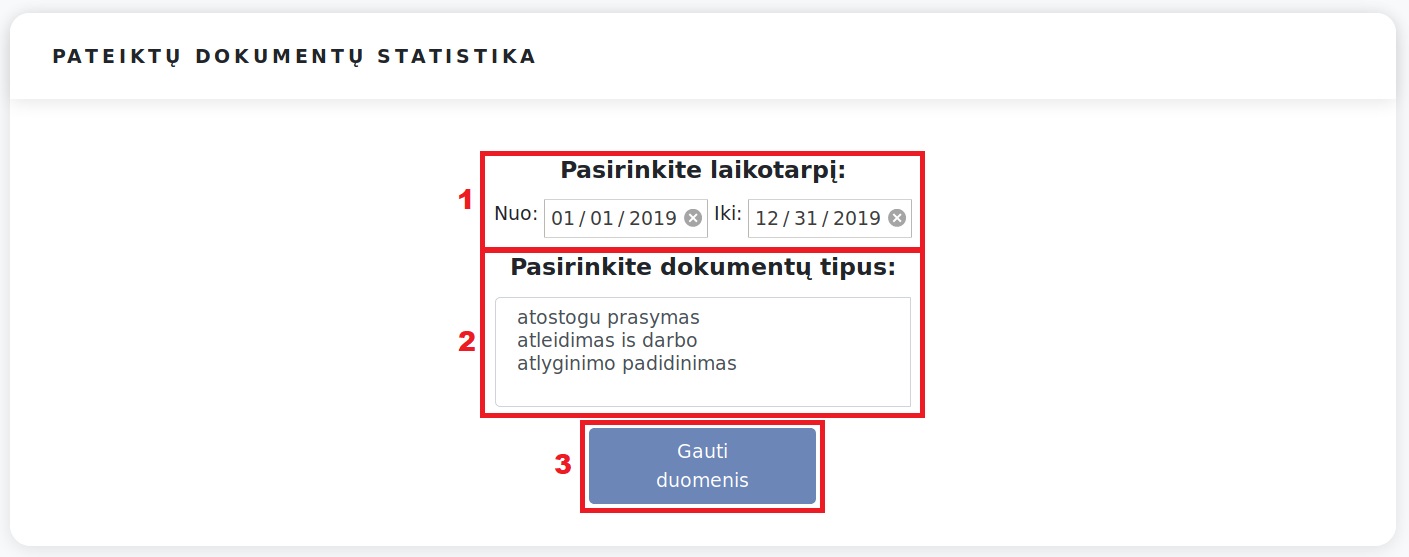 PATEIKTŲ DOKUMENTŲ STATISTIKA
Pasirinkite laikotarpį:
1
Nuo: 01 / 01 / 2019 Iki: 12 / 31 / 2019
Pasirinkite dokumentų tipus:
atostogu prasymas
2 atleidimas is darbo
atlyginimo padidinimas
Gauti
3
duomenis